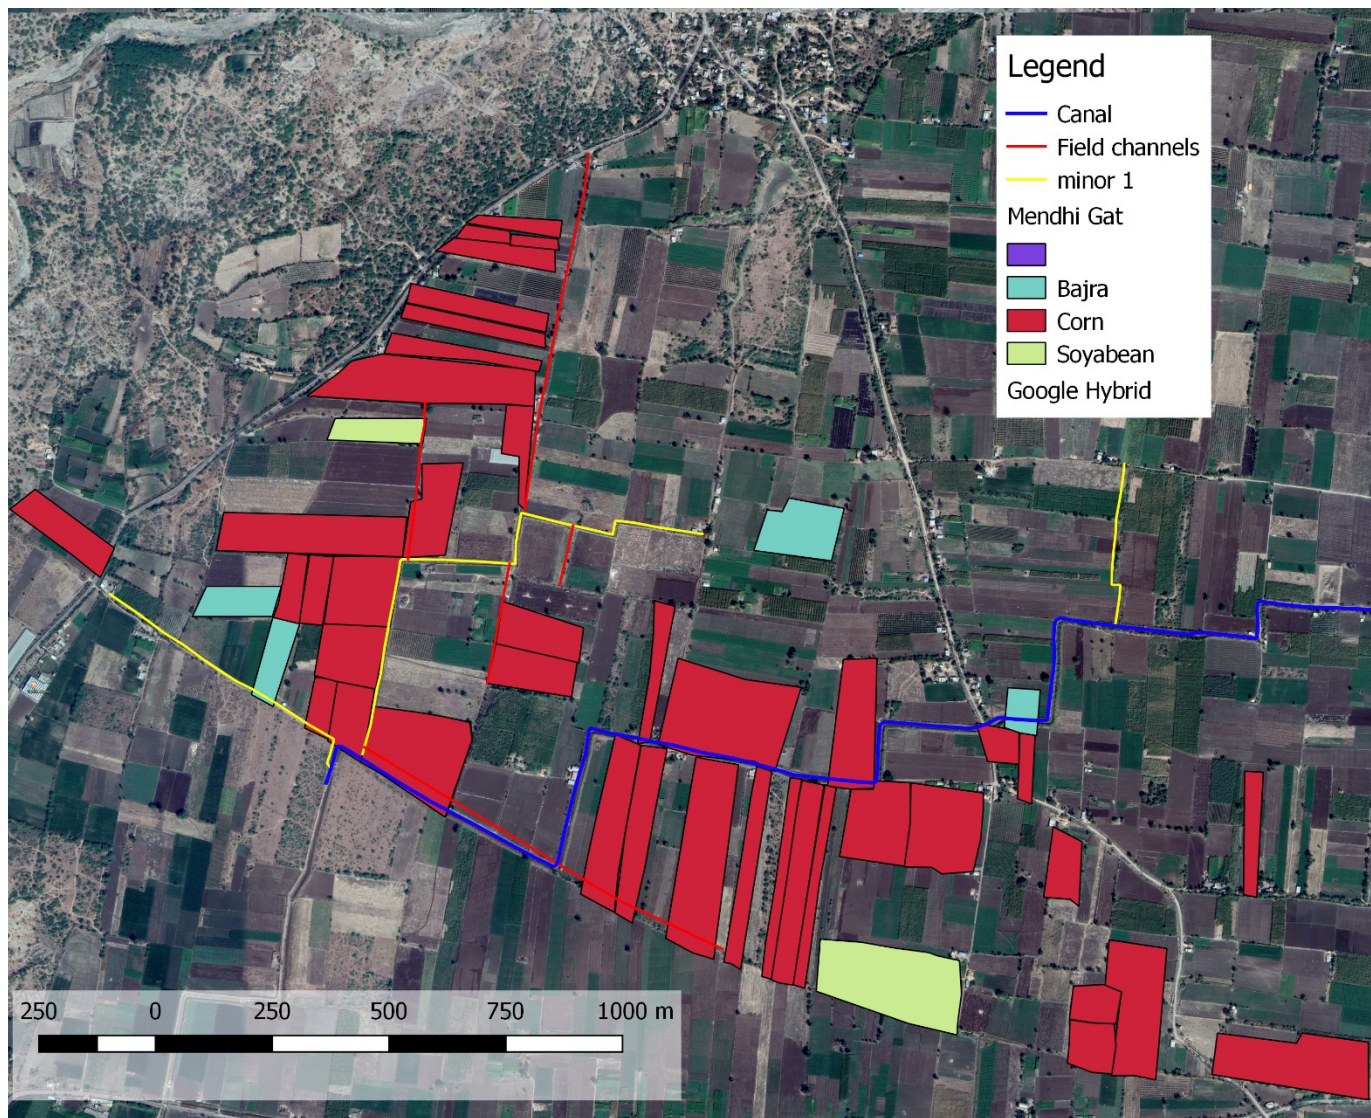 Legend
Canal
Field channels
minor 1
Mendhi Gat
Bajra
Corn
Soyabean
Google Hybrid
250 0 250 500 750 1000 m